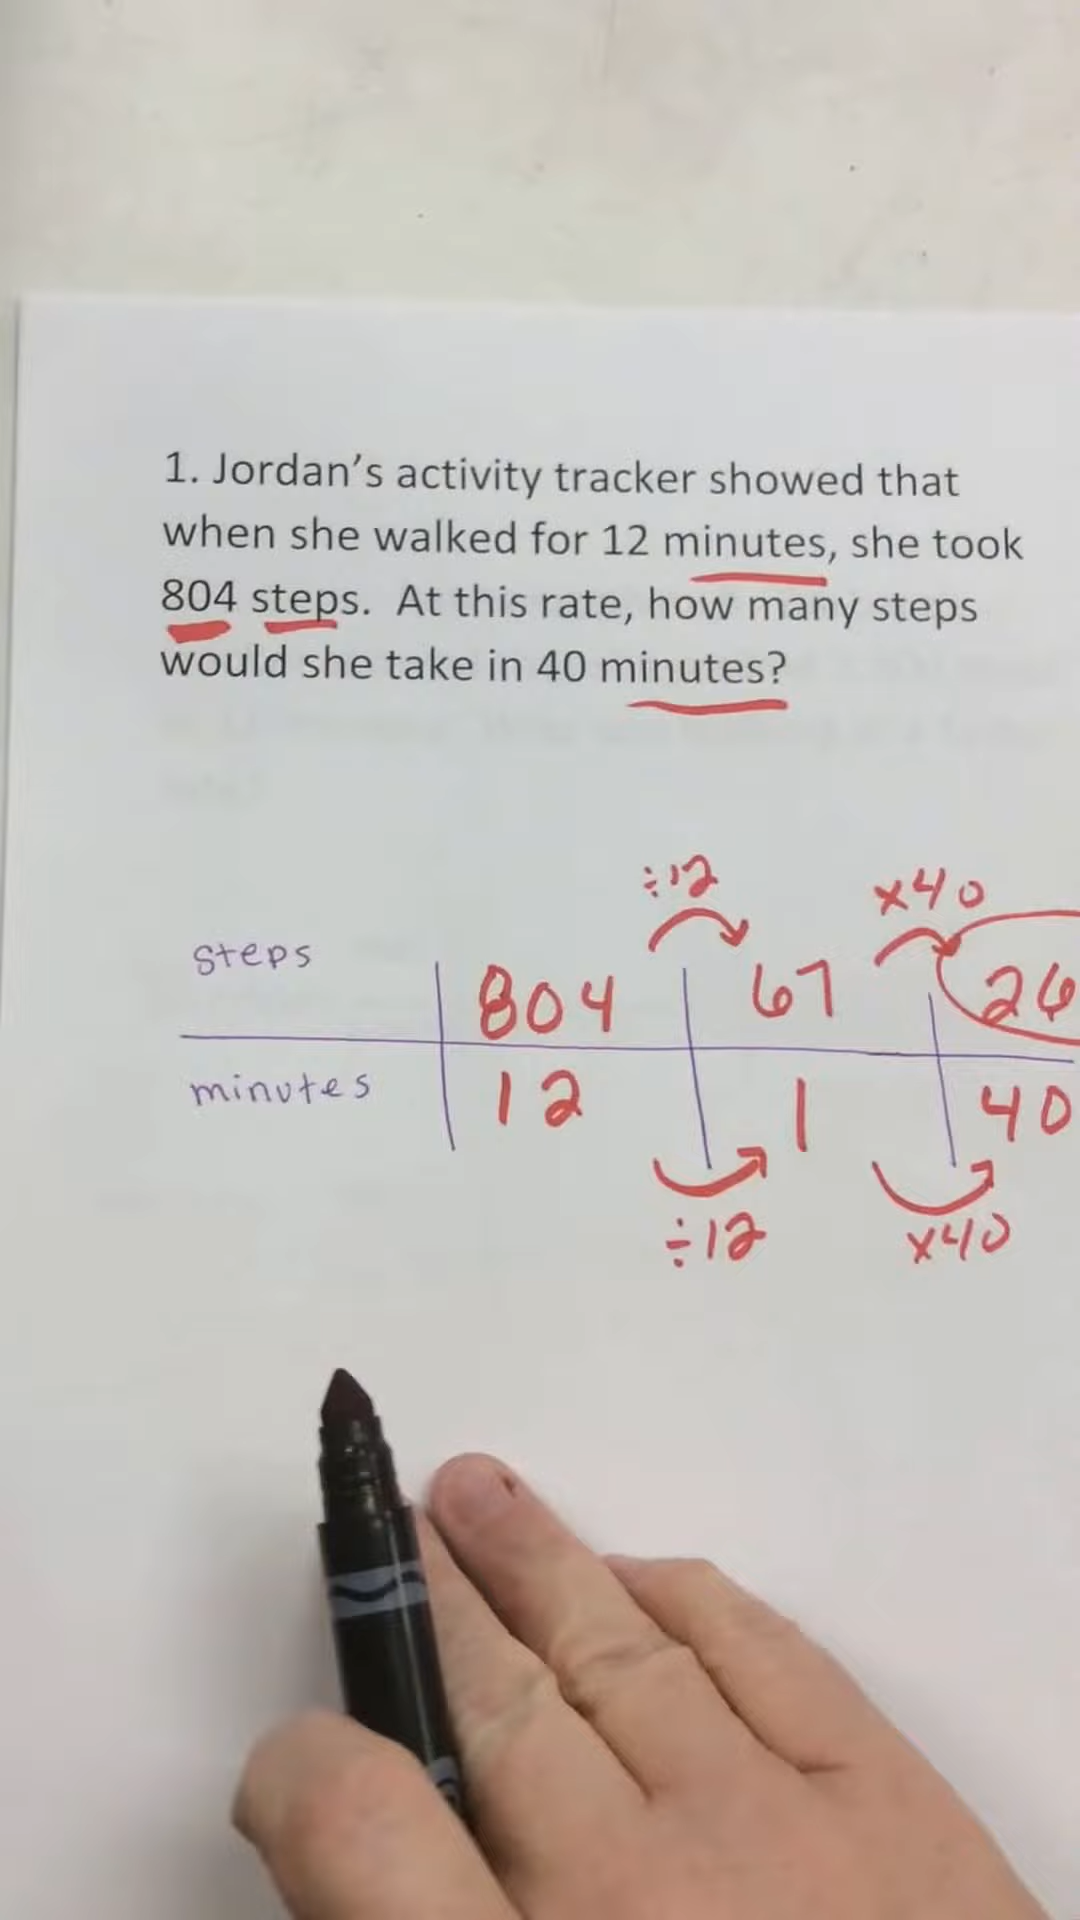 1. Jordan's activity tracker showed that
when she walked for 12 minutes, she took
804 steps. At this rate, how many steps
would she take in 40 minutes?
÷12 x40
steps 804 67 26
minutes 12 1 40
÷12 x40